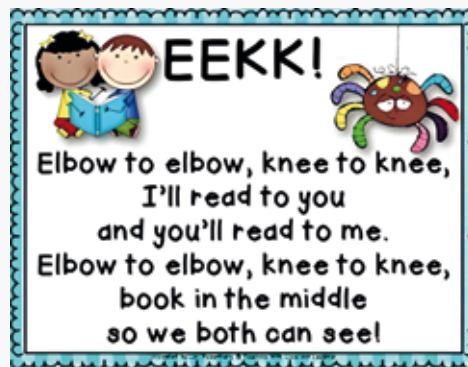 EEKK!
Elbow to elbow, knee to knee,
I'll read to you
and you'll read to me.
Elbow to elbow, knee to knee,
book in the middle
so we both can see!